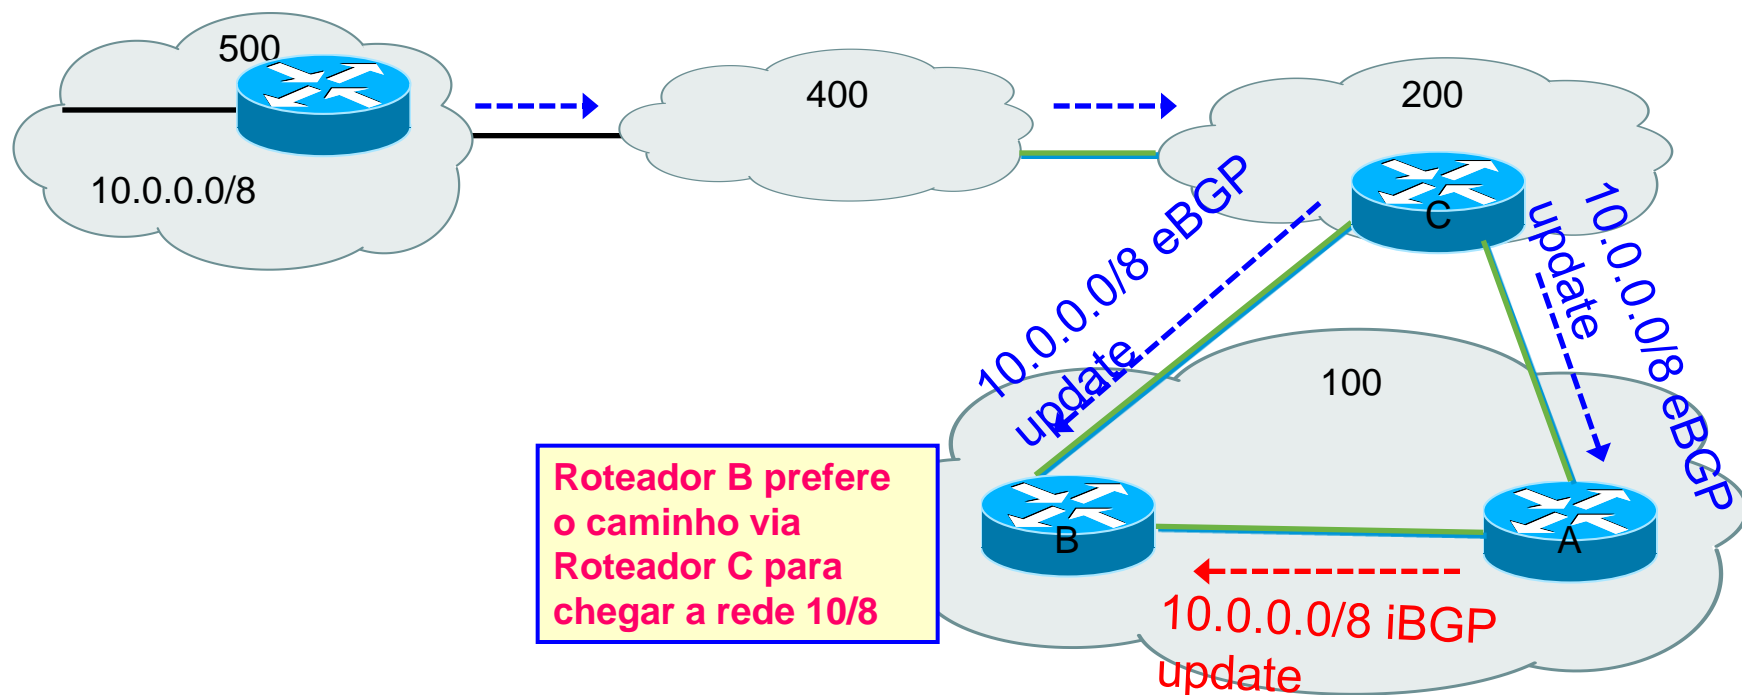 500
400
200
10.0.0.0/8
C
10.0.0.0/8 eBGP
update
10.0.0.0/8 eBGP
update
100
Roteador B prefere
o caminho via
Roteador C para
chegar a rede 10/8
B
A
10.0.0.0/8 iBGP
update